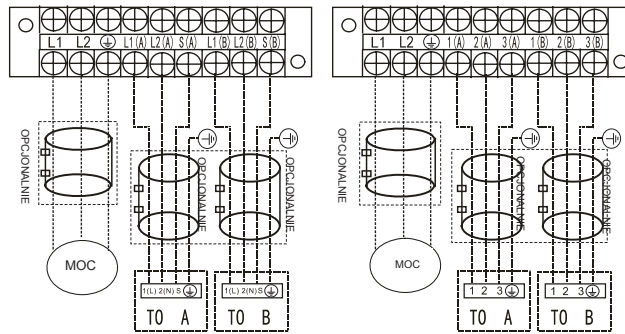 L1 L2 L1(A) L2(A) S(A) L1(B) L2(B) S(B)
OPCJONALNIE
OPCJONALNIE
OPCJONALNIE
MOC
1(L) 2(N) S
TO A
1(L) 2(N) S
TO B
L1 L2 1(A) 2(A) 3(A) 1(B) 2(B) 3(B)
OPCJONALNIE
OPCJONALNIE
OPCJONALNIE
MOC
1 2 3
TO A
1 2 3
TO B